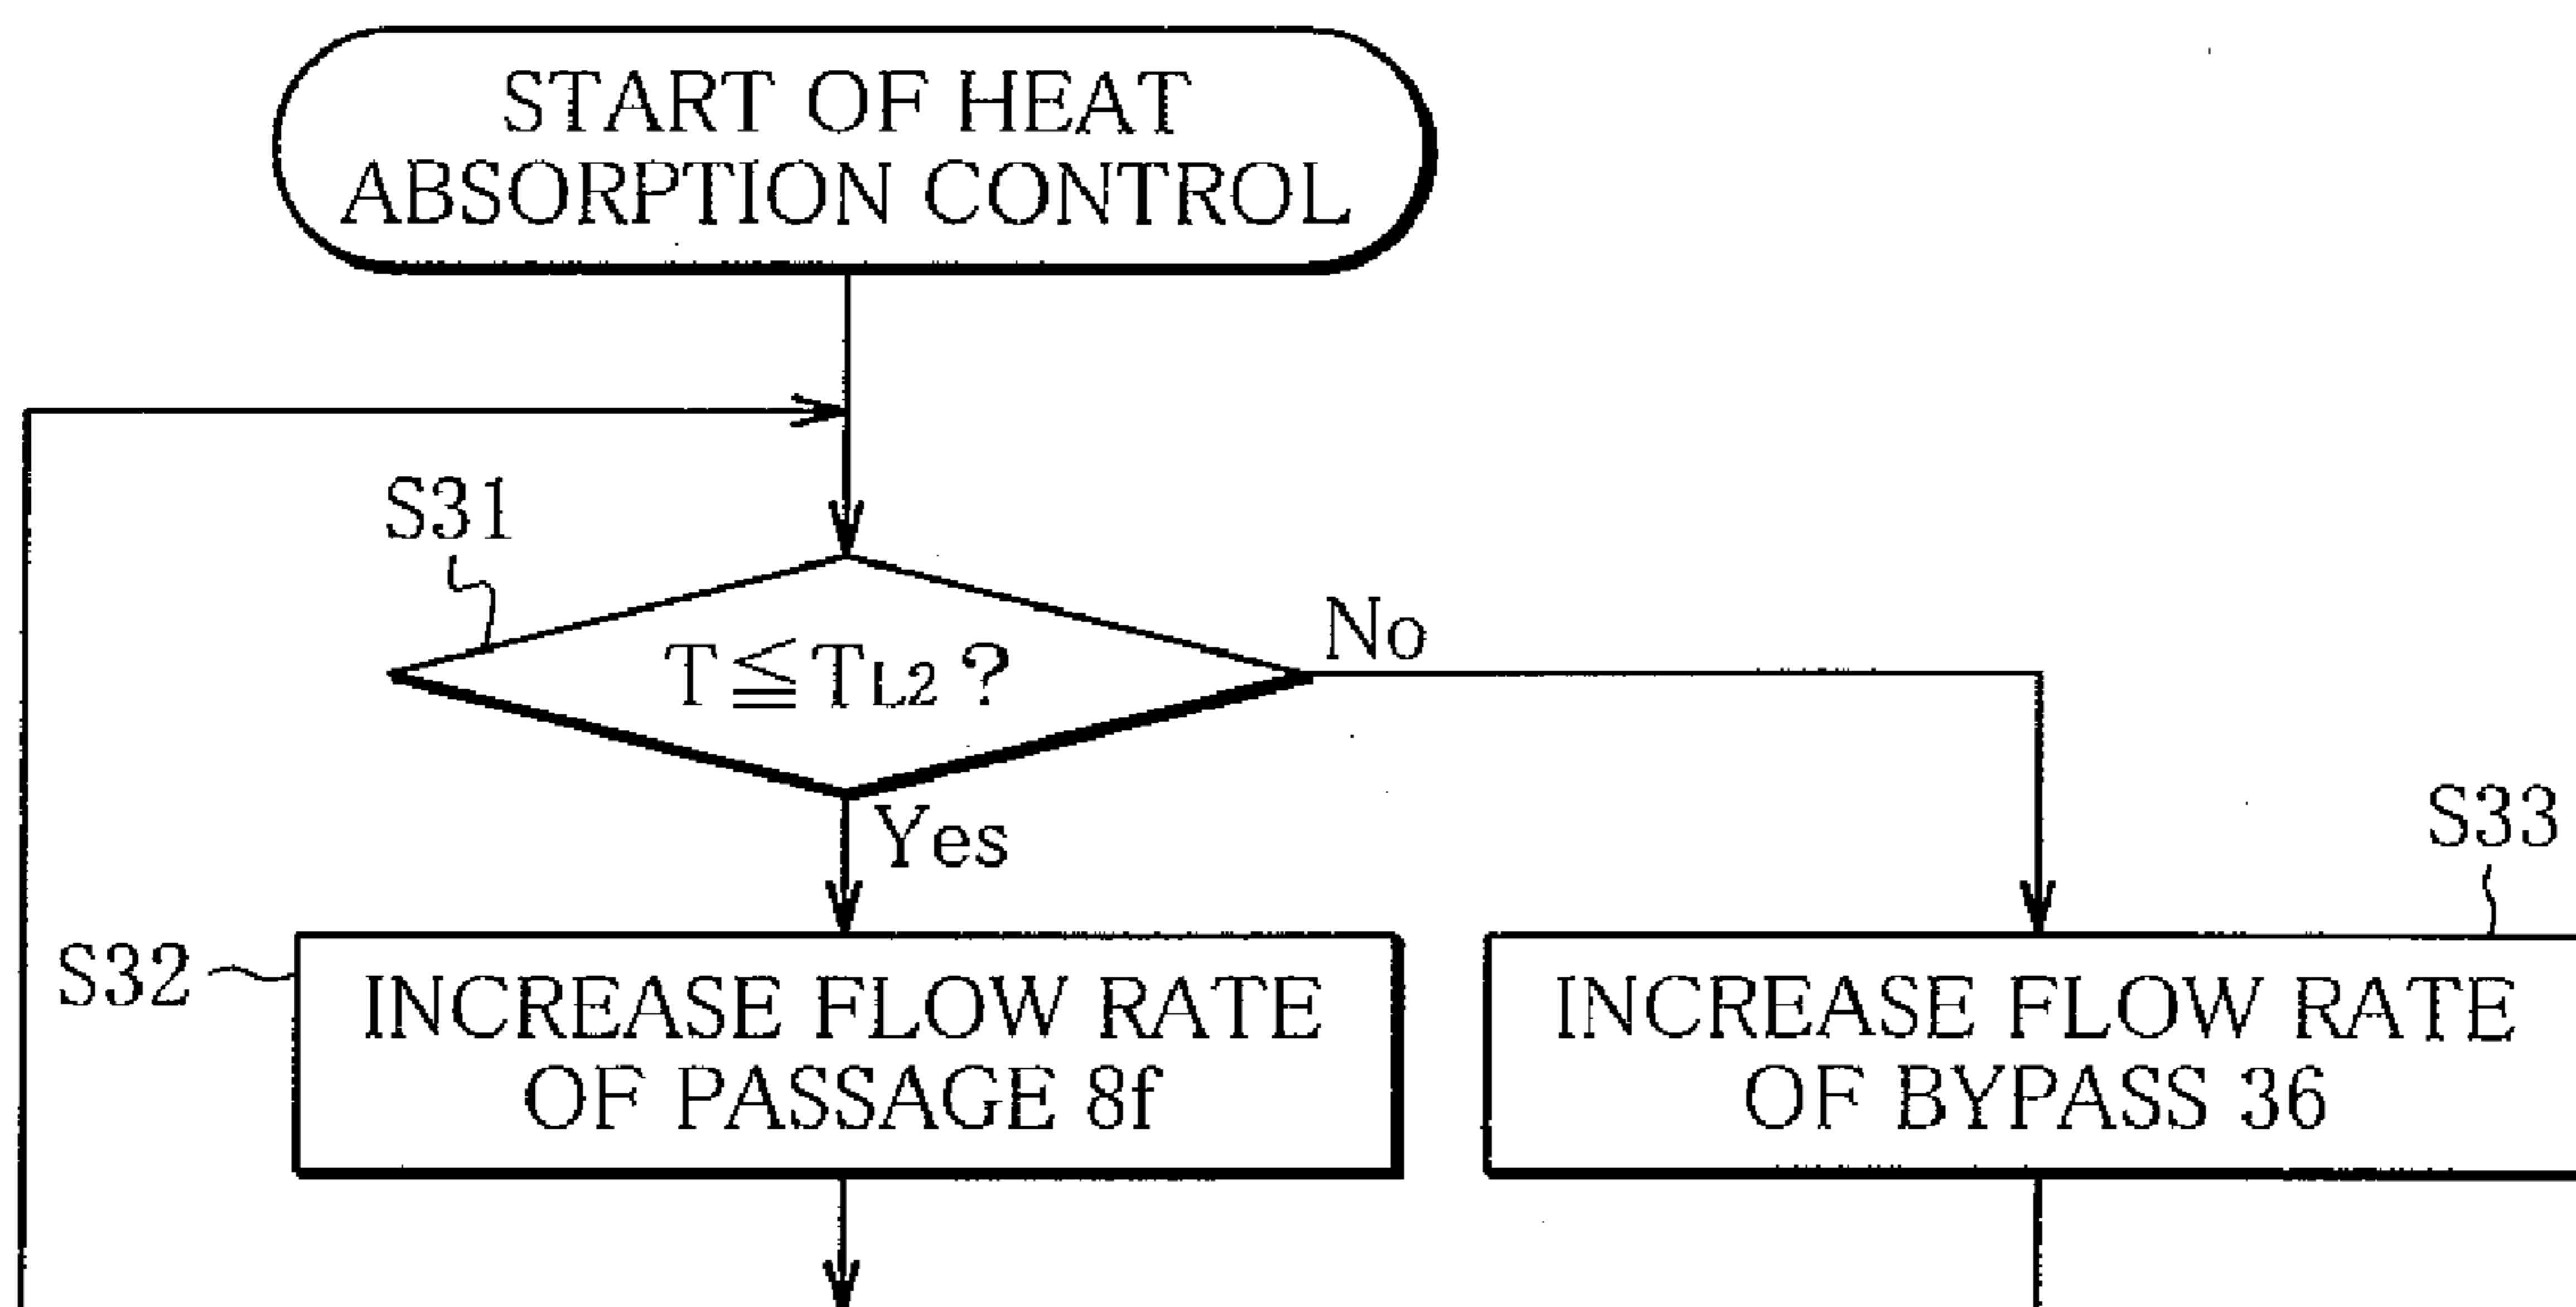 START OF HEAT
ABSORPTION CONTROL
S31
T≦TL2?
No
Yes
S33
S32
INCREASE FLOW RATE
OF PASSAGE 8f
INCREASE FLOW RATE
OF BYPASS 36